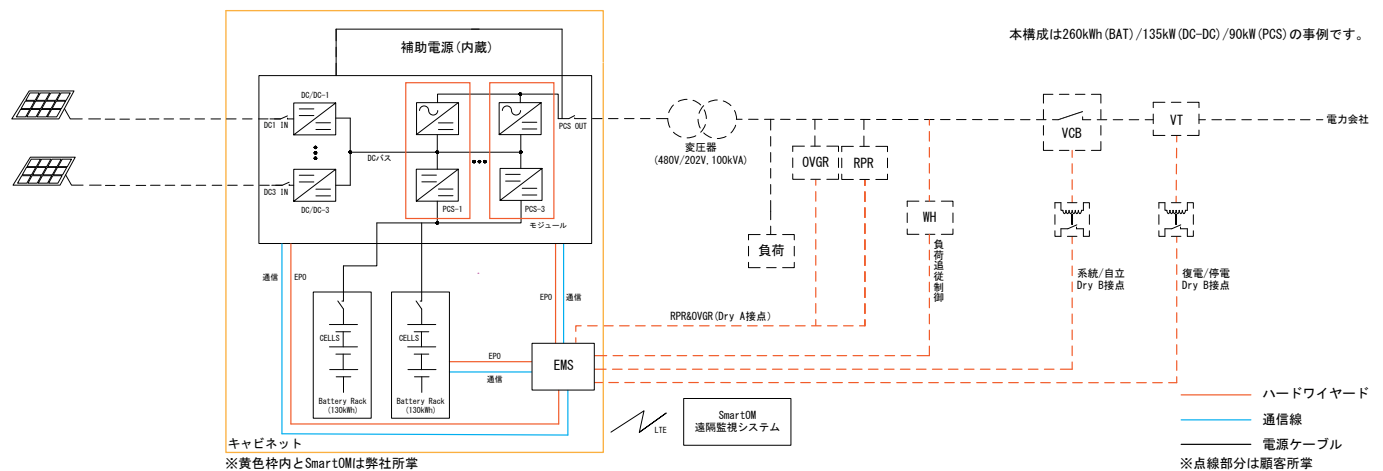 本構成は260kWh(BAT)/135kW(DC-DC)/90kW(PCS)の事例です。
補助電源(内蔵)
DC/DC-1
DC1 IN
PCS OUT
DCバス
DC3 IN
DC/DC-3
PCS-1
PCS-3
モジュール
変圧器
(480V/202V,100kVA)
OVGR
RPR
VCB
VT
電力会社
WH
負荷
負荷追従制御
通信
EPO
EPO
通信
系統/自立
Dry B接点
復電/停電
Dry B接点
RPR&OVGR(Dry A接点)
CELLS
CELLS
EPO
通信
EMS
Battery Rack
(130kWh)
Battery Rack
(130kWh)
LTE
SmartOM
遠隔監視システム
ハードワイヤード
通信線
電源ケーブル
キャビネット
※黄色枠内とSmartOMは弊社所掌
※点線部分は顧客所掌